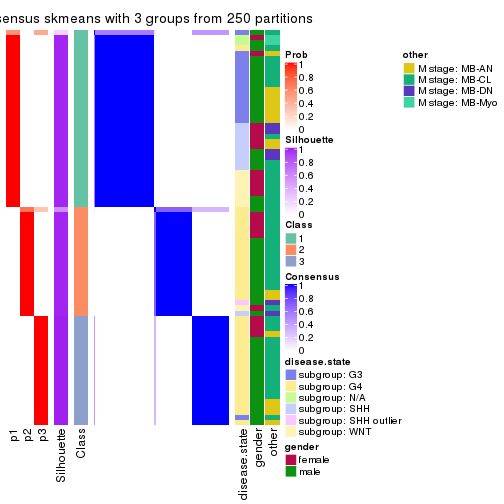 sensus skmeans with 3 groups from 250 partitions
Prob
1
0.8
0.6
0.4
0.2
0
Silhouette
1
0.8
0.6
0.4
0.2
0
Class
1
2
3
Consensus
1
0.8
0.6
0.4
0.2
0
disease.state
subgroup: G3
subgroup: G4
subgroup: N/A
subgroup: SHH
subgroup: SHH outlier
subgroup: WNT
gender
female
male
other
M stage: MB-AN
M stage: MB-CL
M stage: MB-DN
M stage: MB-Myo
p1
p2
p3
Silhouette
Class
disease.state
gender
other